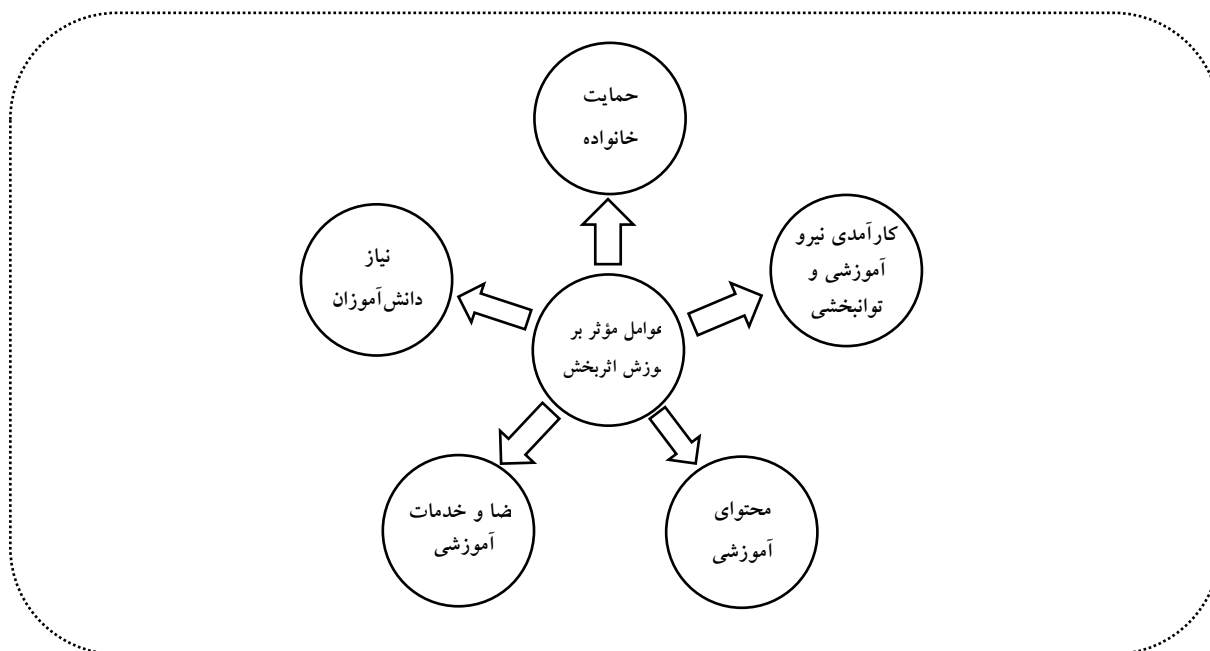 حمایت
خانواده
کارآمدی نیرو
آموزشی و
توانبخشی
نیاز
دانش‌آموزان
عوامل مؤثر بر
وزش اثربخش
ضا و خدمات
آموزشی
محتوای
آموزشی